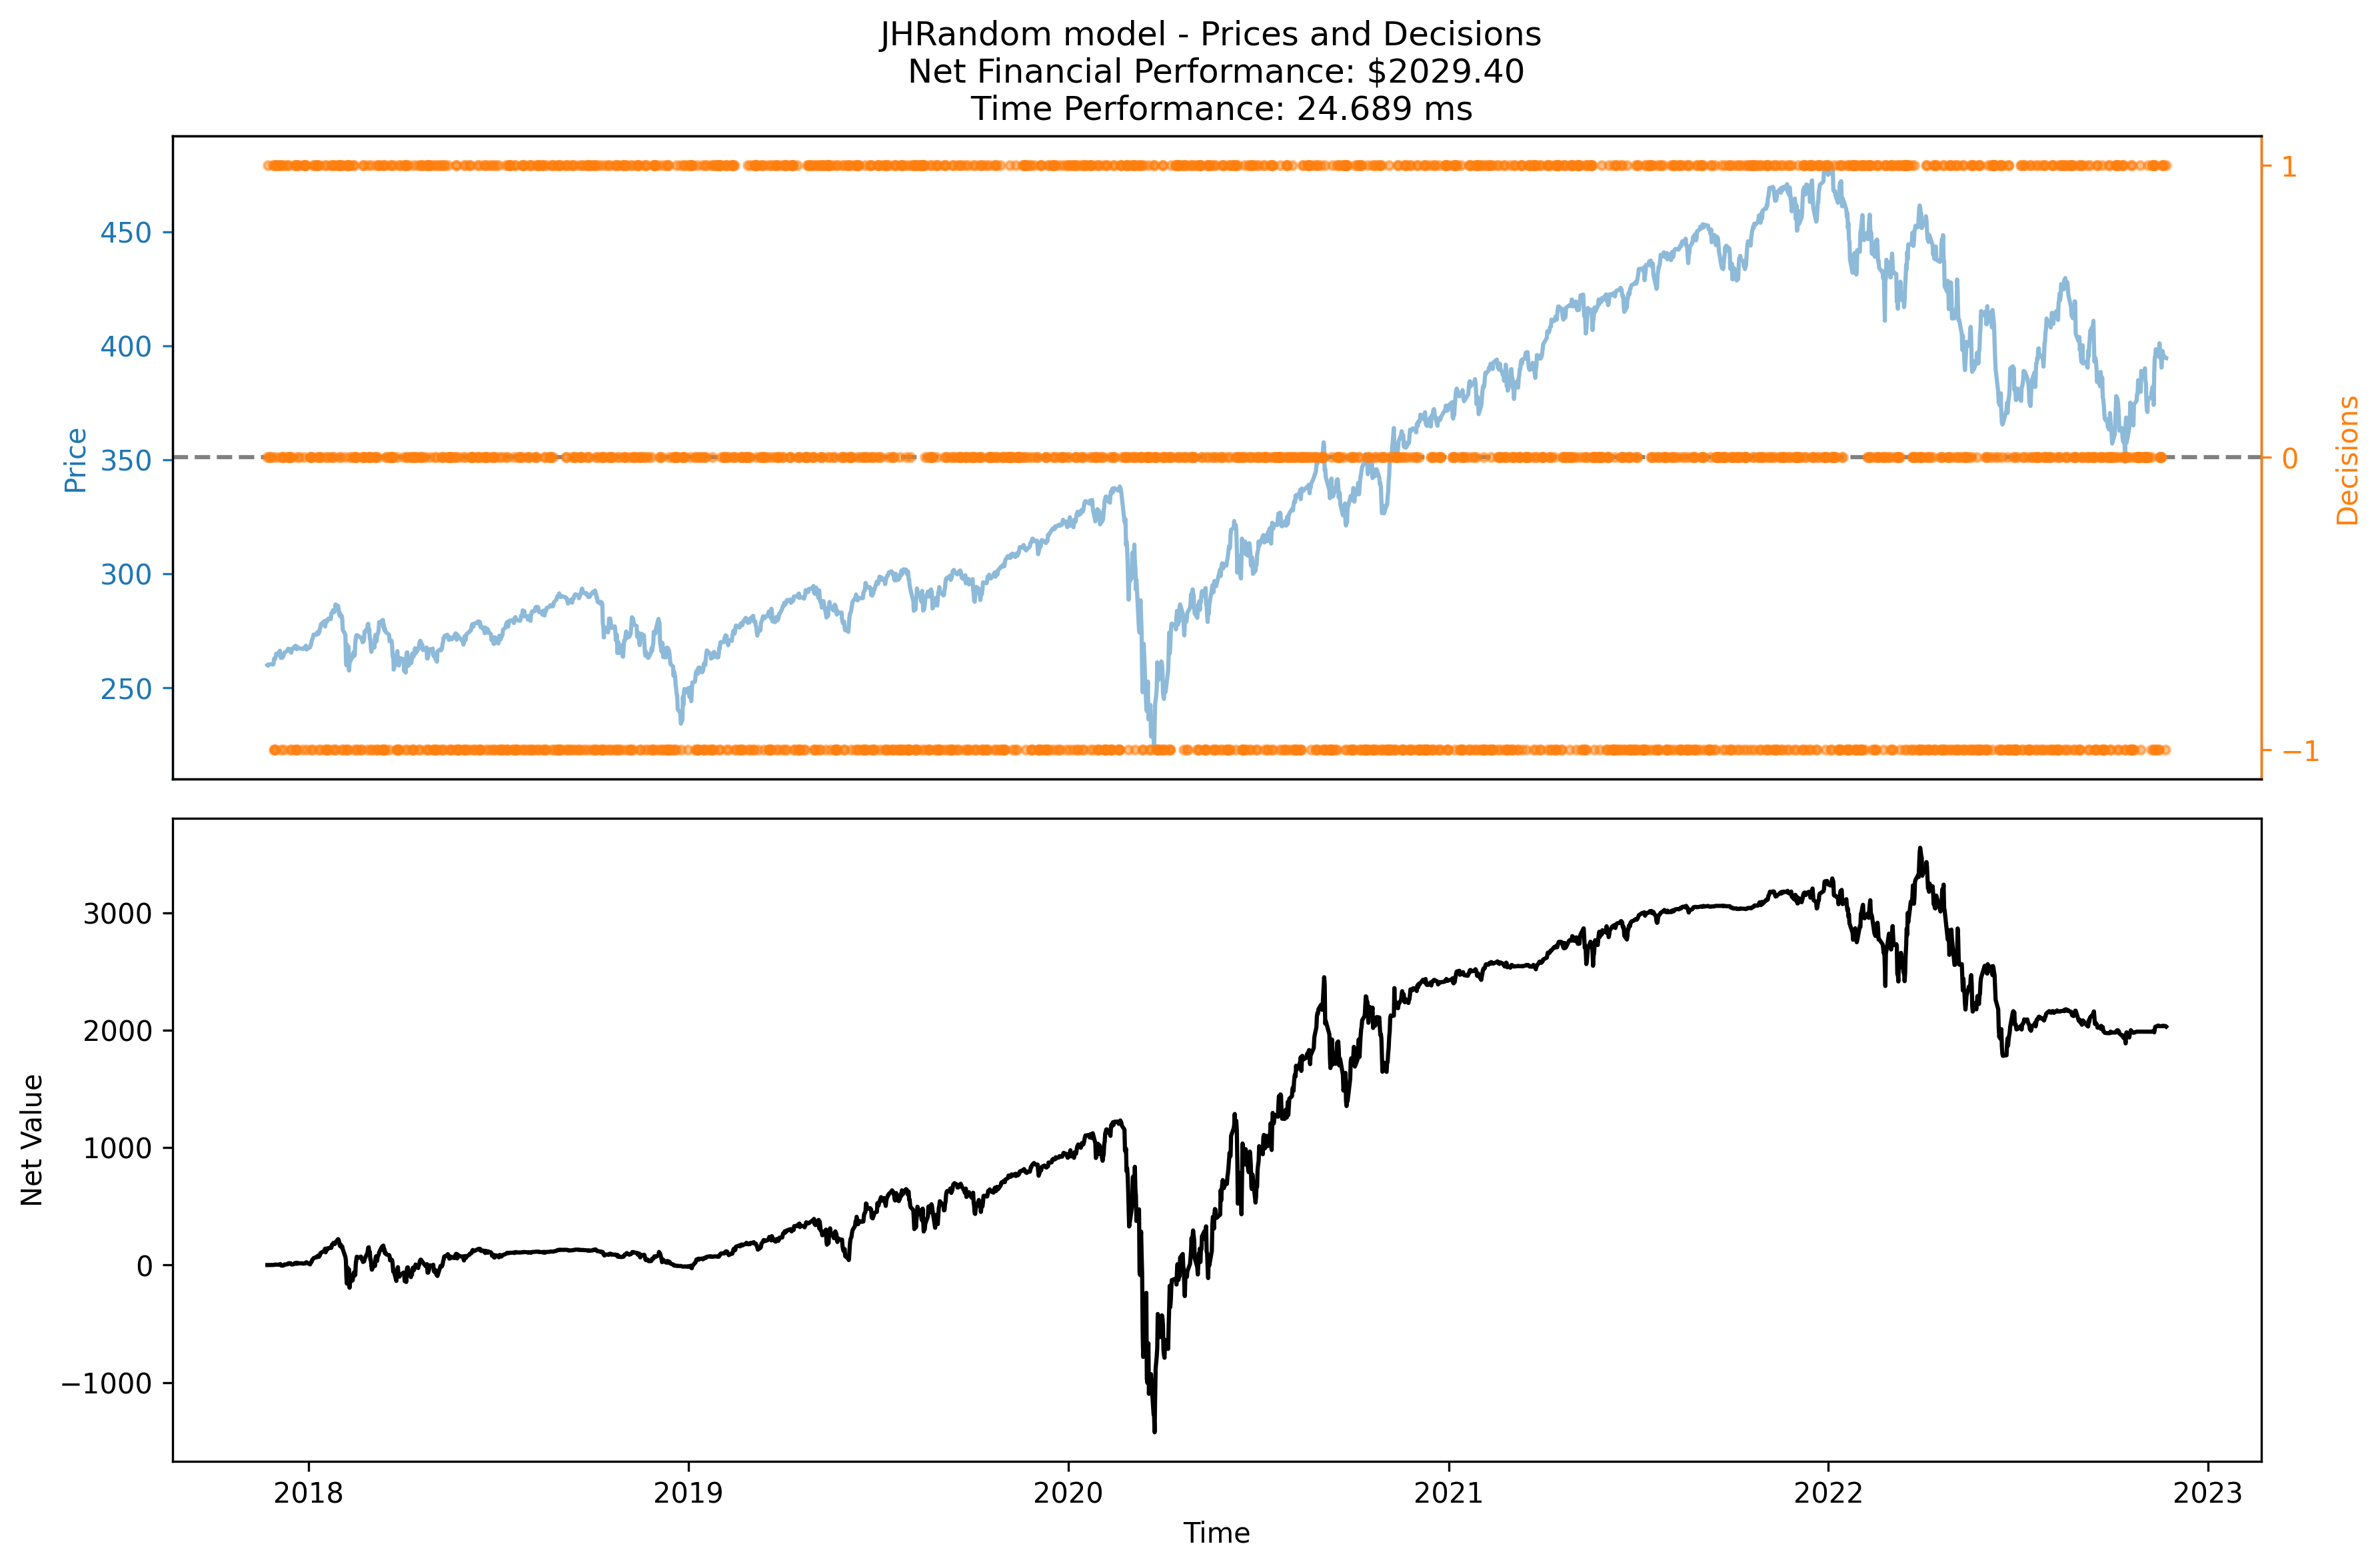 JHRandom model - Prices and Decisions
Net Financial Performance: $2029.40
Time Performance: 24.689 ms
450
400
350
300
250
Price
1
0
−1
Decisions
3000
2000
1000
0
−1000
Net Value
2018
2019
2020
2021
2022
2023
Time